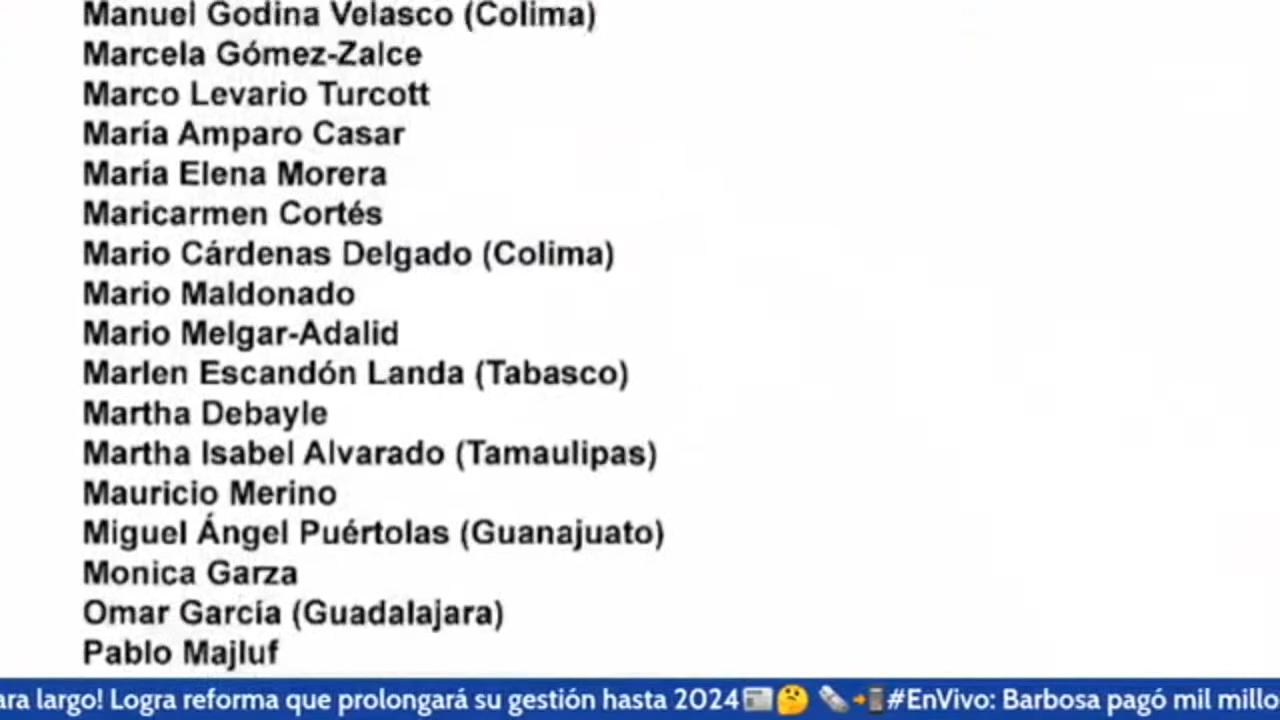 Manuel Godina Velasco (Colima)
Marcela Gómez-Zalce
Marco Levario Turcott
María Amparo Casar
María Elena Morera
Maricarmen Cortés
Mario Cárdenas Delgado (Colima)
Mario Maldonado
Mario Melgar-Adalid
Marlen Escandón Landa (Tabasco)
Martha Debayle
Martha Isabel Alvarado (Tamaulipas)
Mauricio Merino
Miguel Ángel Puértolas (Guanajuato)
Monica Garza
Omar García (Guadalajara)
Pablo Majluf
ara largo! Logra reforma que prolongará su gestión hasta 2024 #EnVivo: Barbosa pagó mil millo